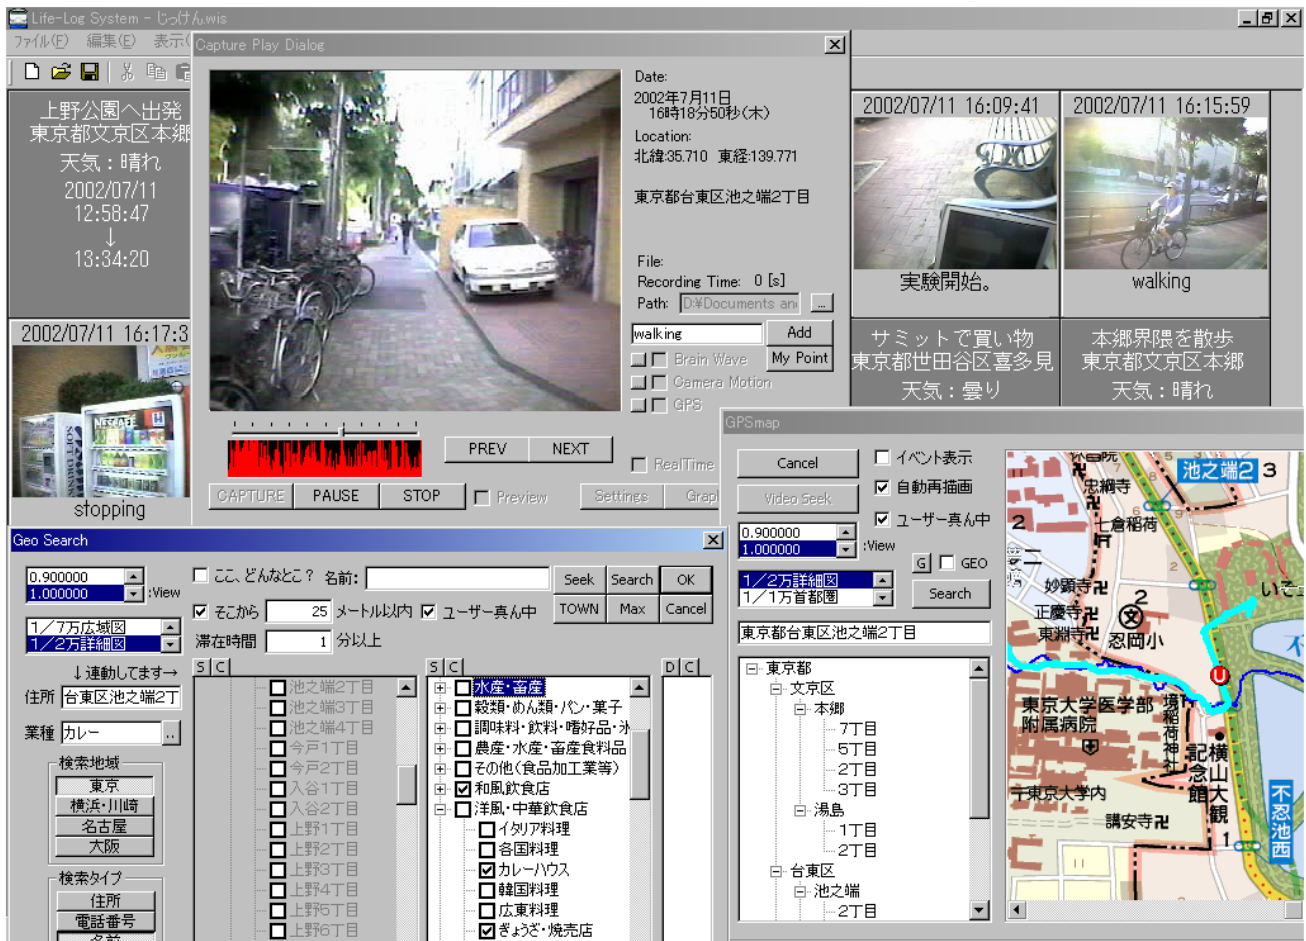 Life-Log System - じっけん.wis
ファイル(F) 編集(E) 表示(
上野公園へ出発
東京都文京区本郷
天気：晴れ
2002/07/11
12:58:47
↓
13:34:20
2002/07/11 16:17:3
stopping
Capture Play Dialog
Date:
2002年7月11日
16時18分50秒(木)
Location:
北緯:35.710 東経:139.771
東京都台東区池之端2丁目
File:
Recording Time: 0 [s]
Path: D:¥Documents an ...
walking Add
Brain Wave My Point
Camera Motion
GPS
PREV NEXT
RealTime
CAPTURE PAUSE STOP Preview Settings Grapl
2002/07/11 16:09:41
実験開始。
2002/07/11 16:15:59
walking
サミットで買い物
東京都世田谷区喜多見
天気：曇り
本郷界隈を散歩
東京都文京区本郷
天気：晴れ
Geo Search
0.900000
1.000000 :View
ここ、どんなとこ？ 名前: Seek Search OK
そこから 25 メートル以内 ユーザー真ん中 TOWN Max Cancel
1／7万広域図
1／2万詳細図
滞在時間 1 分以上
↓連動してます→
住所 台東区池之端2丁
業種 カレー ..
検索地域
東京
横浜・川崎
名古屋
大阪
検索タイプ
住所
電話番号
名前
S C
池之端2丁目
池之端3丁目
池之端4丁目
今戸1丁目
今戸2丁目
入谷1丁目
入谷2丁目
上野1丁目
上野2丁目
上野3丁目
上野4丁目
上野5丁目
上野6丁目
S C
水産・畜産
穀類・めん類・パン・菓子
調味料・飲料・嗜好品・氷
農産・水産・畜産食料品
その他(食品加工業等)
和風飲食店
洋風・中華飲食店
イタリア料理
各国料理
カレーハウス
韓国料理
広東料理
ぎょうざ・焼売店
D C
GPSmap
Cancel
Video Seek
イベント表示
自動再描画
ユーザー真ん中
0.900000
1.000000 :View
G GEO
1／2万詳細図
1／1万首都圏
Search
東京都台東区池之端2丁目
東京都
文京区
本郷
7丁目
5丁目
2丁目
3丁目
湯島
1丁目
2丁目
台東区
池之端
2丁目
池之端2 3
忠綱寺
2
七倉稲荷
妙顕寺
正慶寺
東淵寺
2
忍岡小
U
東京大学医学部
附属病院
境稲荷神社
横山大観
記念館
東京大学内
講安寺
1
不忍池西